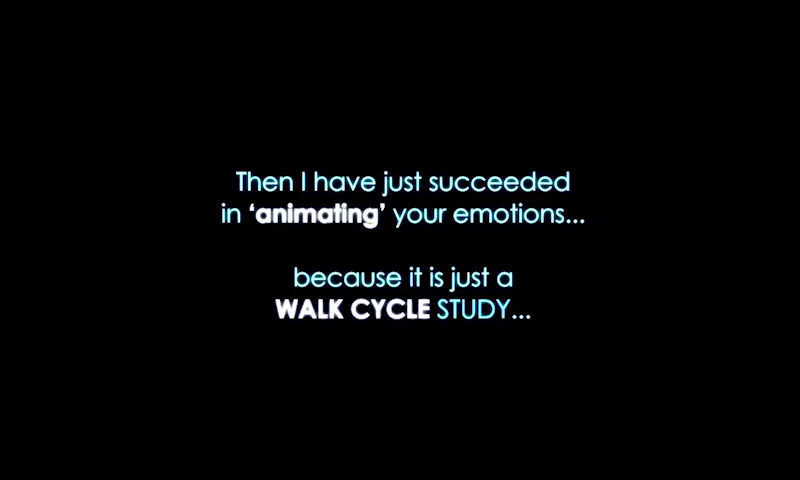 Then I have just succeeded
in ‘animating’ your emotions...
because it is just a
WALK CYCLE STUDY...